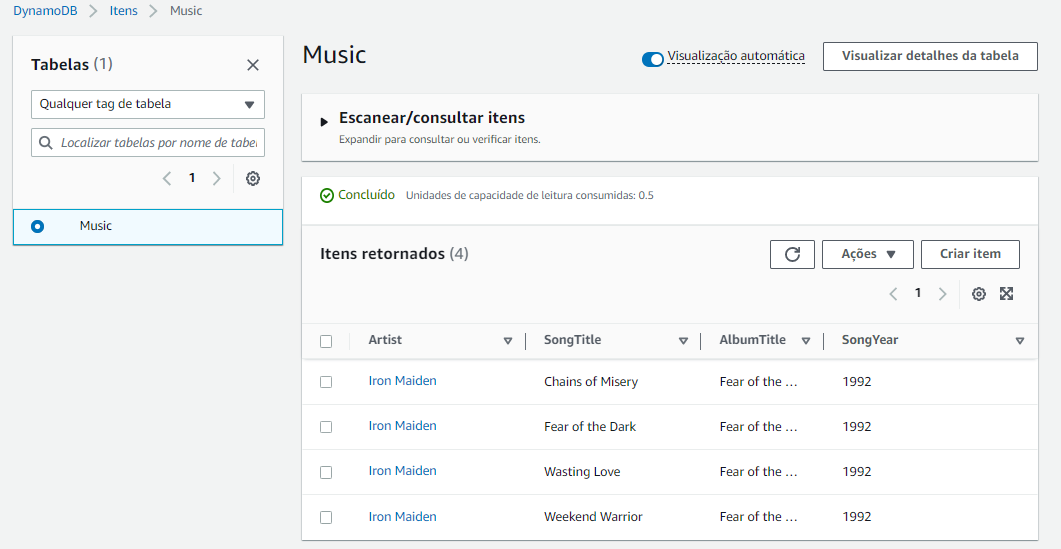 DynamoDB > Itens > Music
Tabelas (1)
Qualquer tag de tabela
Localizar tabelas por nome de tabel
1
Music
Music
Visualização automática
Visualizar detalhes da tabela
Escanear/consultar itens
Expandir para consultar ou verificar itens.
Concluído Unidades de capacidade de leitura consumidas: 0.5
Itens retornados (4)
Ações
Criar item
1
Artist SongTitle AlbumTitle SongYear
Iron Maiden Chains of Misery Fear of the ... 1992
Iron Maiden Fear of the Dark Fear of the ... 1992
Iron Maiden Wasting Love Fear of the ... 1992
Iron Maiden Weekend Warrior Fear of the ... 1992